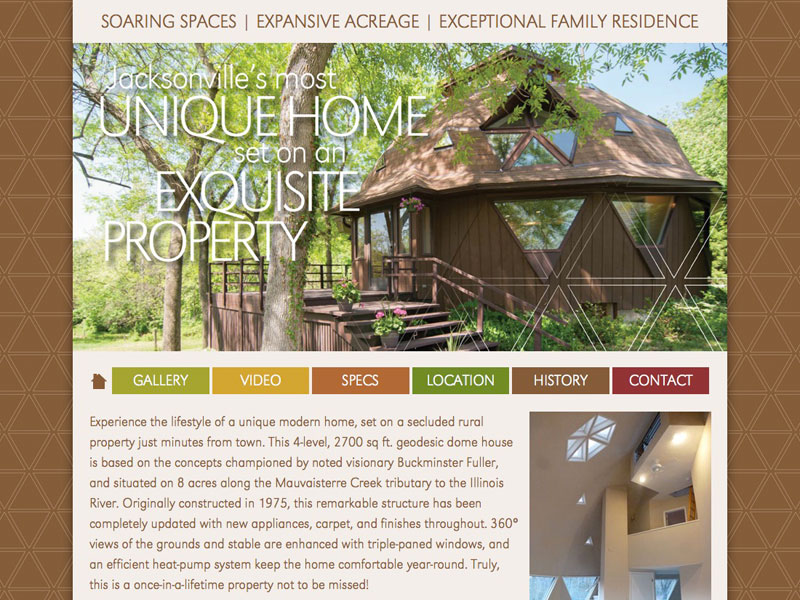 SOARING SPACES | EXPANSIVE ACREAGE | EXCEPTIONAL FAMILY RESIDENCE
Jacksonville's most
UNIQUE HOME
set on an
EXQUISITE
PROPERTY
GALLERY VIDEO SPECS LOCATION HISTORY CONTACT
Experience the lifestyle of a unique modern home, set on a secluded rural
property just minutes from town. This 4-level, 2700 sq ft. geodesic dome house
is based on the concepts championed by noted visionary Buckminster Fuller,
and situated on 8 acres along the Mauvaisterre Creek tributary to the Illinois
River. Originally constructed in 1975, this remarkable structure has been
completely updated with new appliances, carpet, and finishes throughout. 360°
views of the grounds and stable are enhanced with triple-paned windows, and
an efficient heat-pump system keep the home comfortable year-round. Truly,
this is a once-in-a-lifetime property not to be missed!